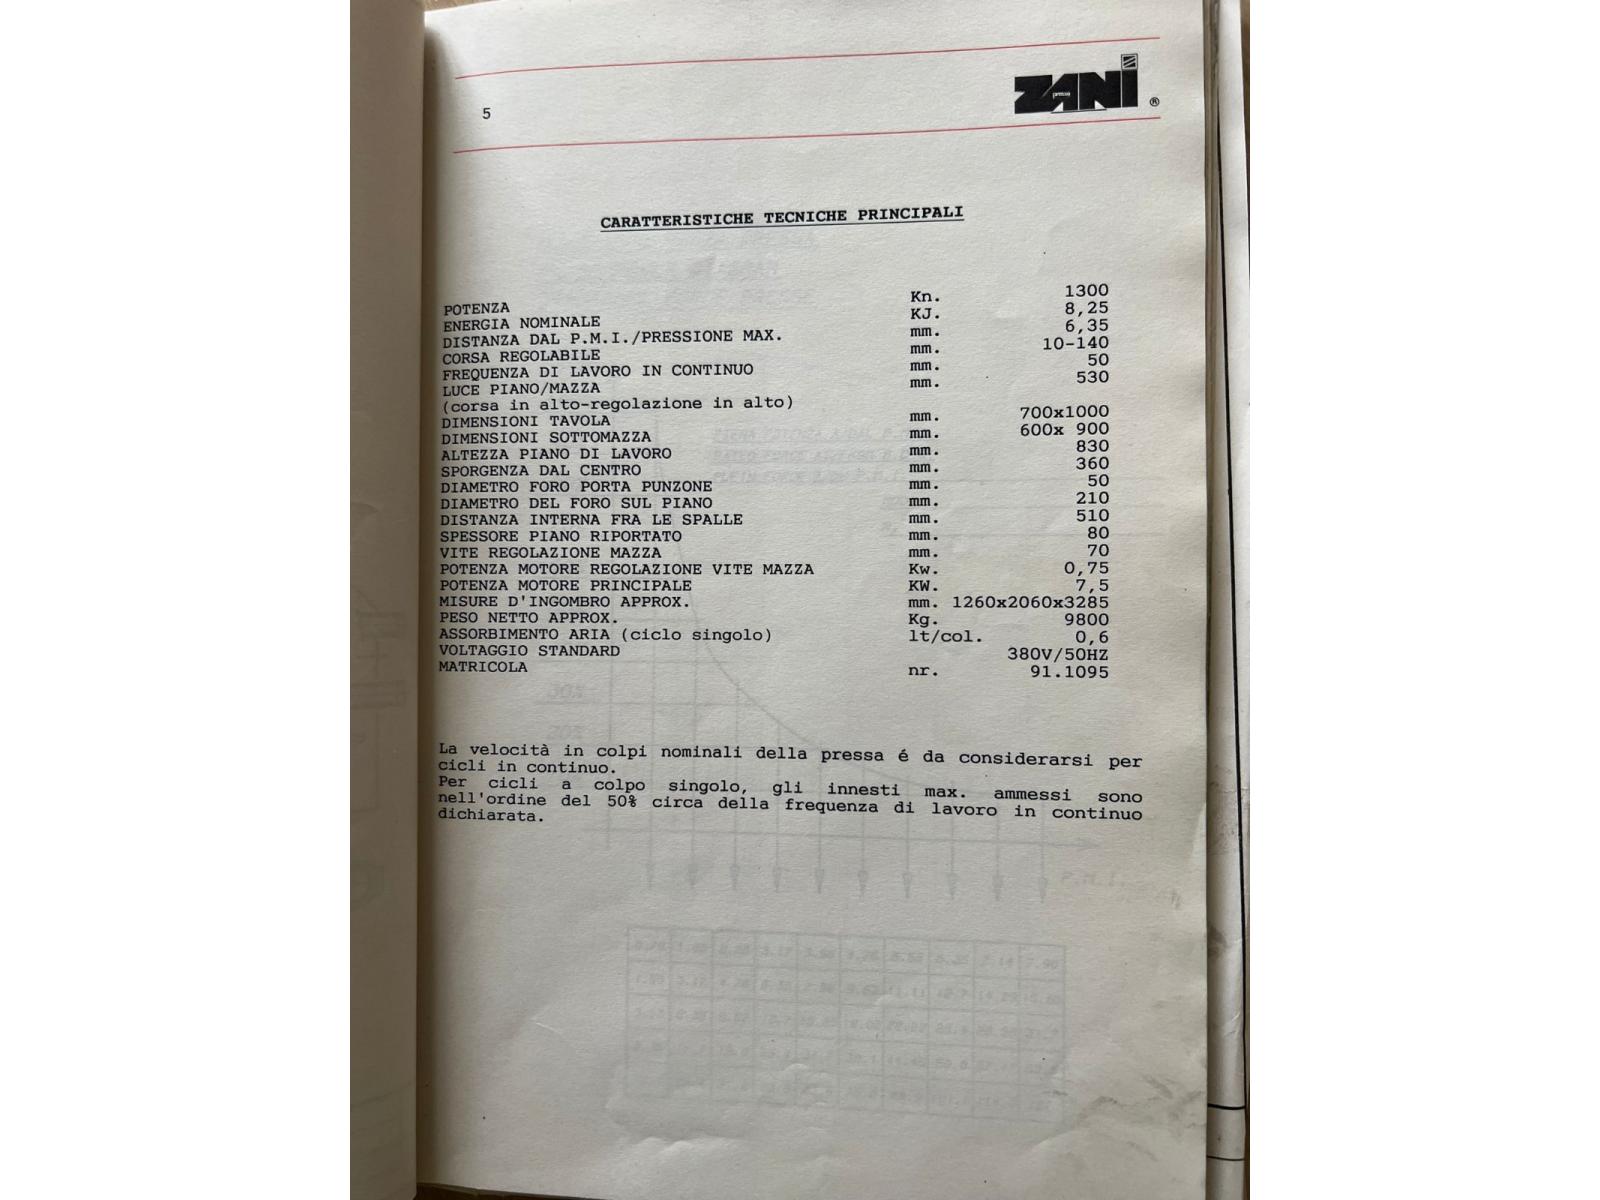 5
presse
ZANI ®
CARATTERISTICHE TECNICHE PRINCIPALI
POTENZA Kn. 1300
ENERGIA NOMINALE KJ. 8,25
DISTANZA DAL P.M.I./PRESSIONE MAX. mm. 6,35
CORSA REGOLABILE mm. 10-140
FREQUENZA DI LAVORO IN CONTINUO mm. 50
LUCE PIANO/MAZZA mm. 530
(corsa in alto-regolazione in alto)
DIMENSIONI TAVOLA mm. 700x1000
DIMENSIONI SOTTOMAZZA mm. 600x 900
ALTEZZA PIANO DI LAVORO mm. 830
SPORGENZA DAL CENTRO mm. 360
DIAMETRO FORO PORTA PUNZONE mm. 50
DIAMETRO DEL FORO SUL PIANO mm. 210
DISTANZA INTERNA FRA LE SPALLE mm. 510
SPESSORE PIANO RIPORTATO mm. 80
VITE REGOLAZIONE MAZZA mm. 70
POTENZA MOTORE REGOLAZIONE VITE MAZZA Kw. 0,75
POTENZA MOTORE PRINCIPALE KW. 7,5
MISURE D'INGOMBRO APPROX. mm. 1260x2060x3285
PESO NETTO APPROX. Kg. 9800
ASSORBIMENTO ARIA (ciclo singolo) lt/col. 0,6
VOLTAGGIO STANDARD 380V/50HZ
MATRICOLA nr. 91.1095
La velocità in colpi nominali della pressa é da considerarsi per
cicli in continuo.
Per cicli a colpo singolo, gli innesti max. ammessi sono
nell'ordine del 50% circa della frequenza di lavoro in continuo
dichiarata.